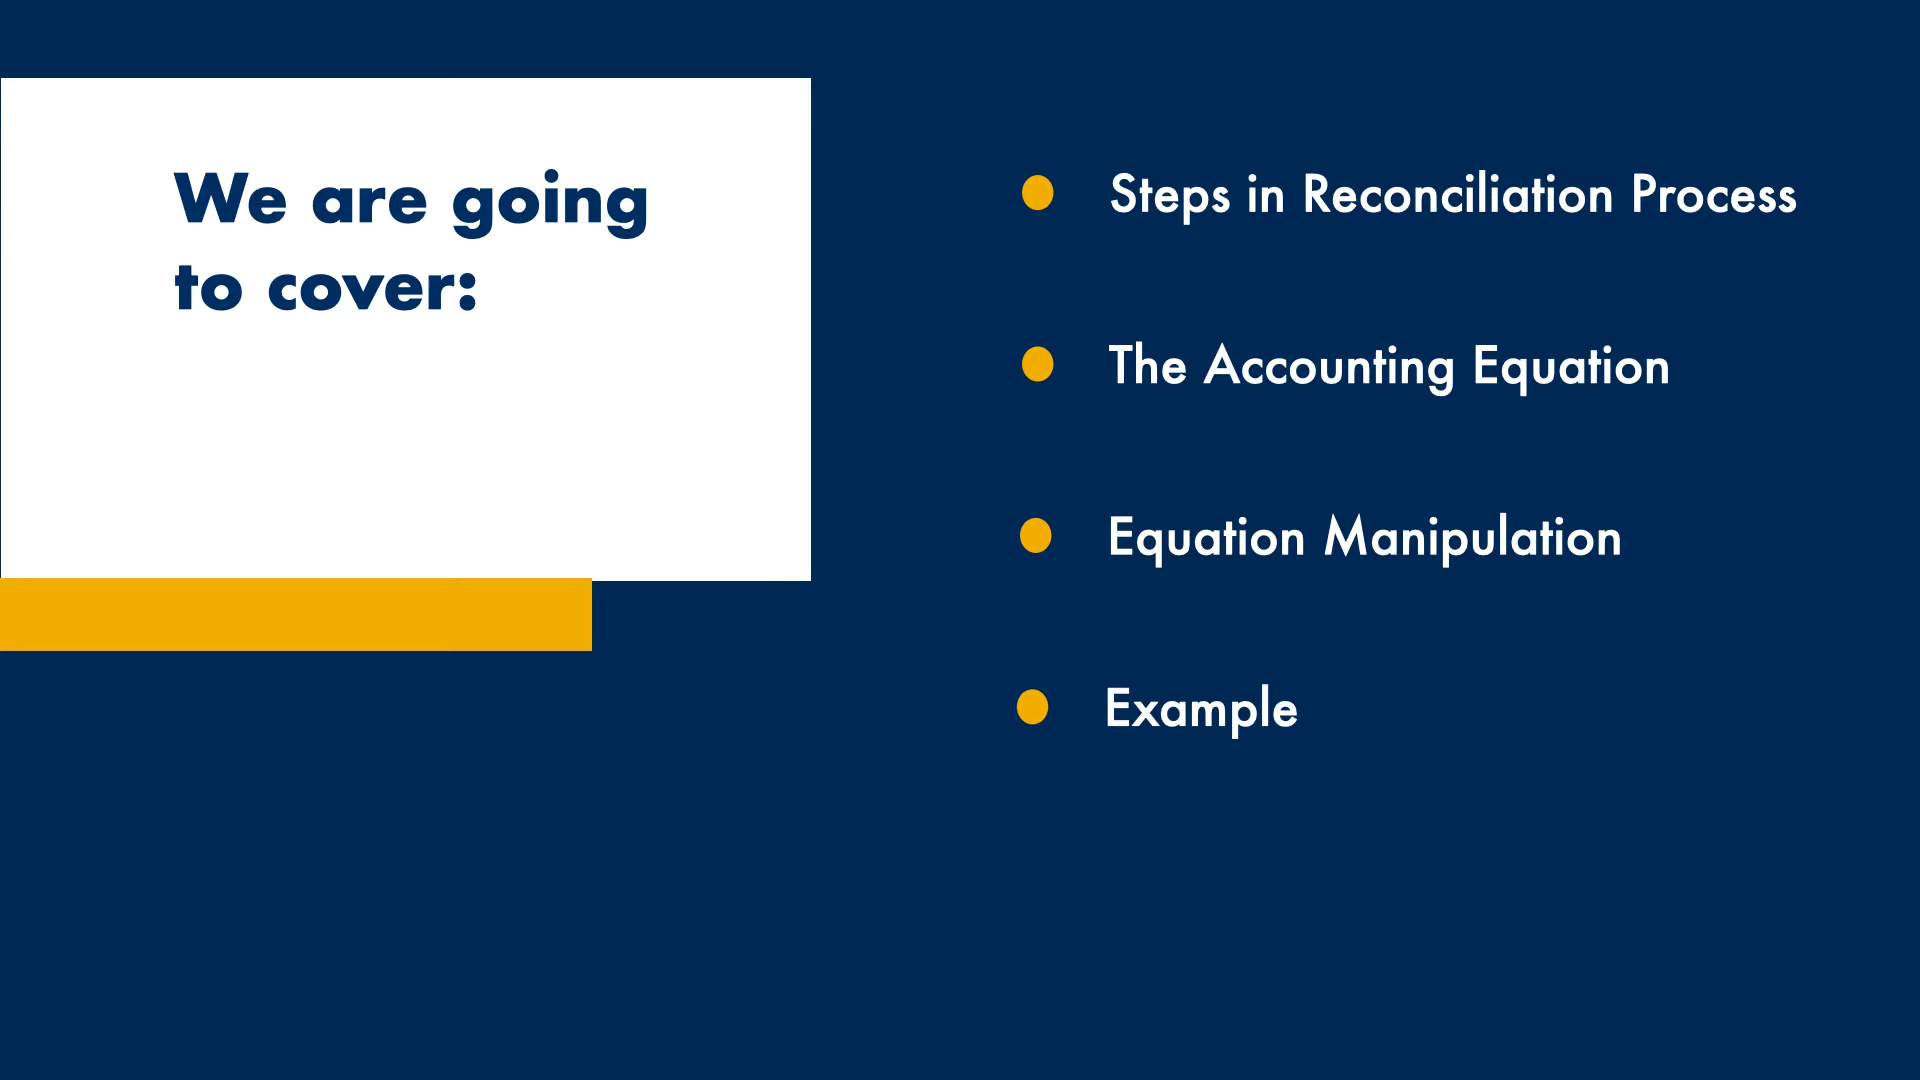 We are going
to cover:
Steps in Reconciliation Process
The Accounting Equation
Equation Manipulation
Example